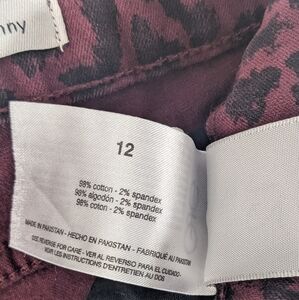 nny
12
98% cotton - 2% spandex
98% algodón - 2% spandex
98% coton - 2% spandex
MADE IN PAKISTAN - HECHO EN PAKISTAN - FABRIQUÉ AU PAKISTAN
SEE REVERSE FOR CARE - VER AL REVERSO PARA EL CUIDADO
VOIR LES INSTRUCTIONS D'ENTRETIEN AU DOS